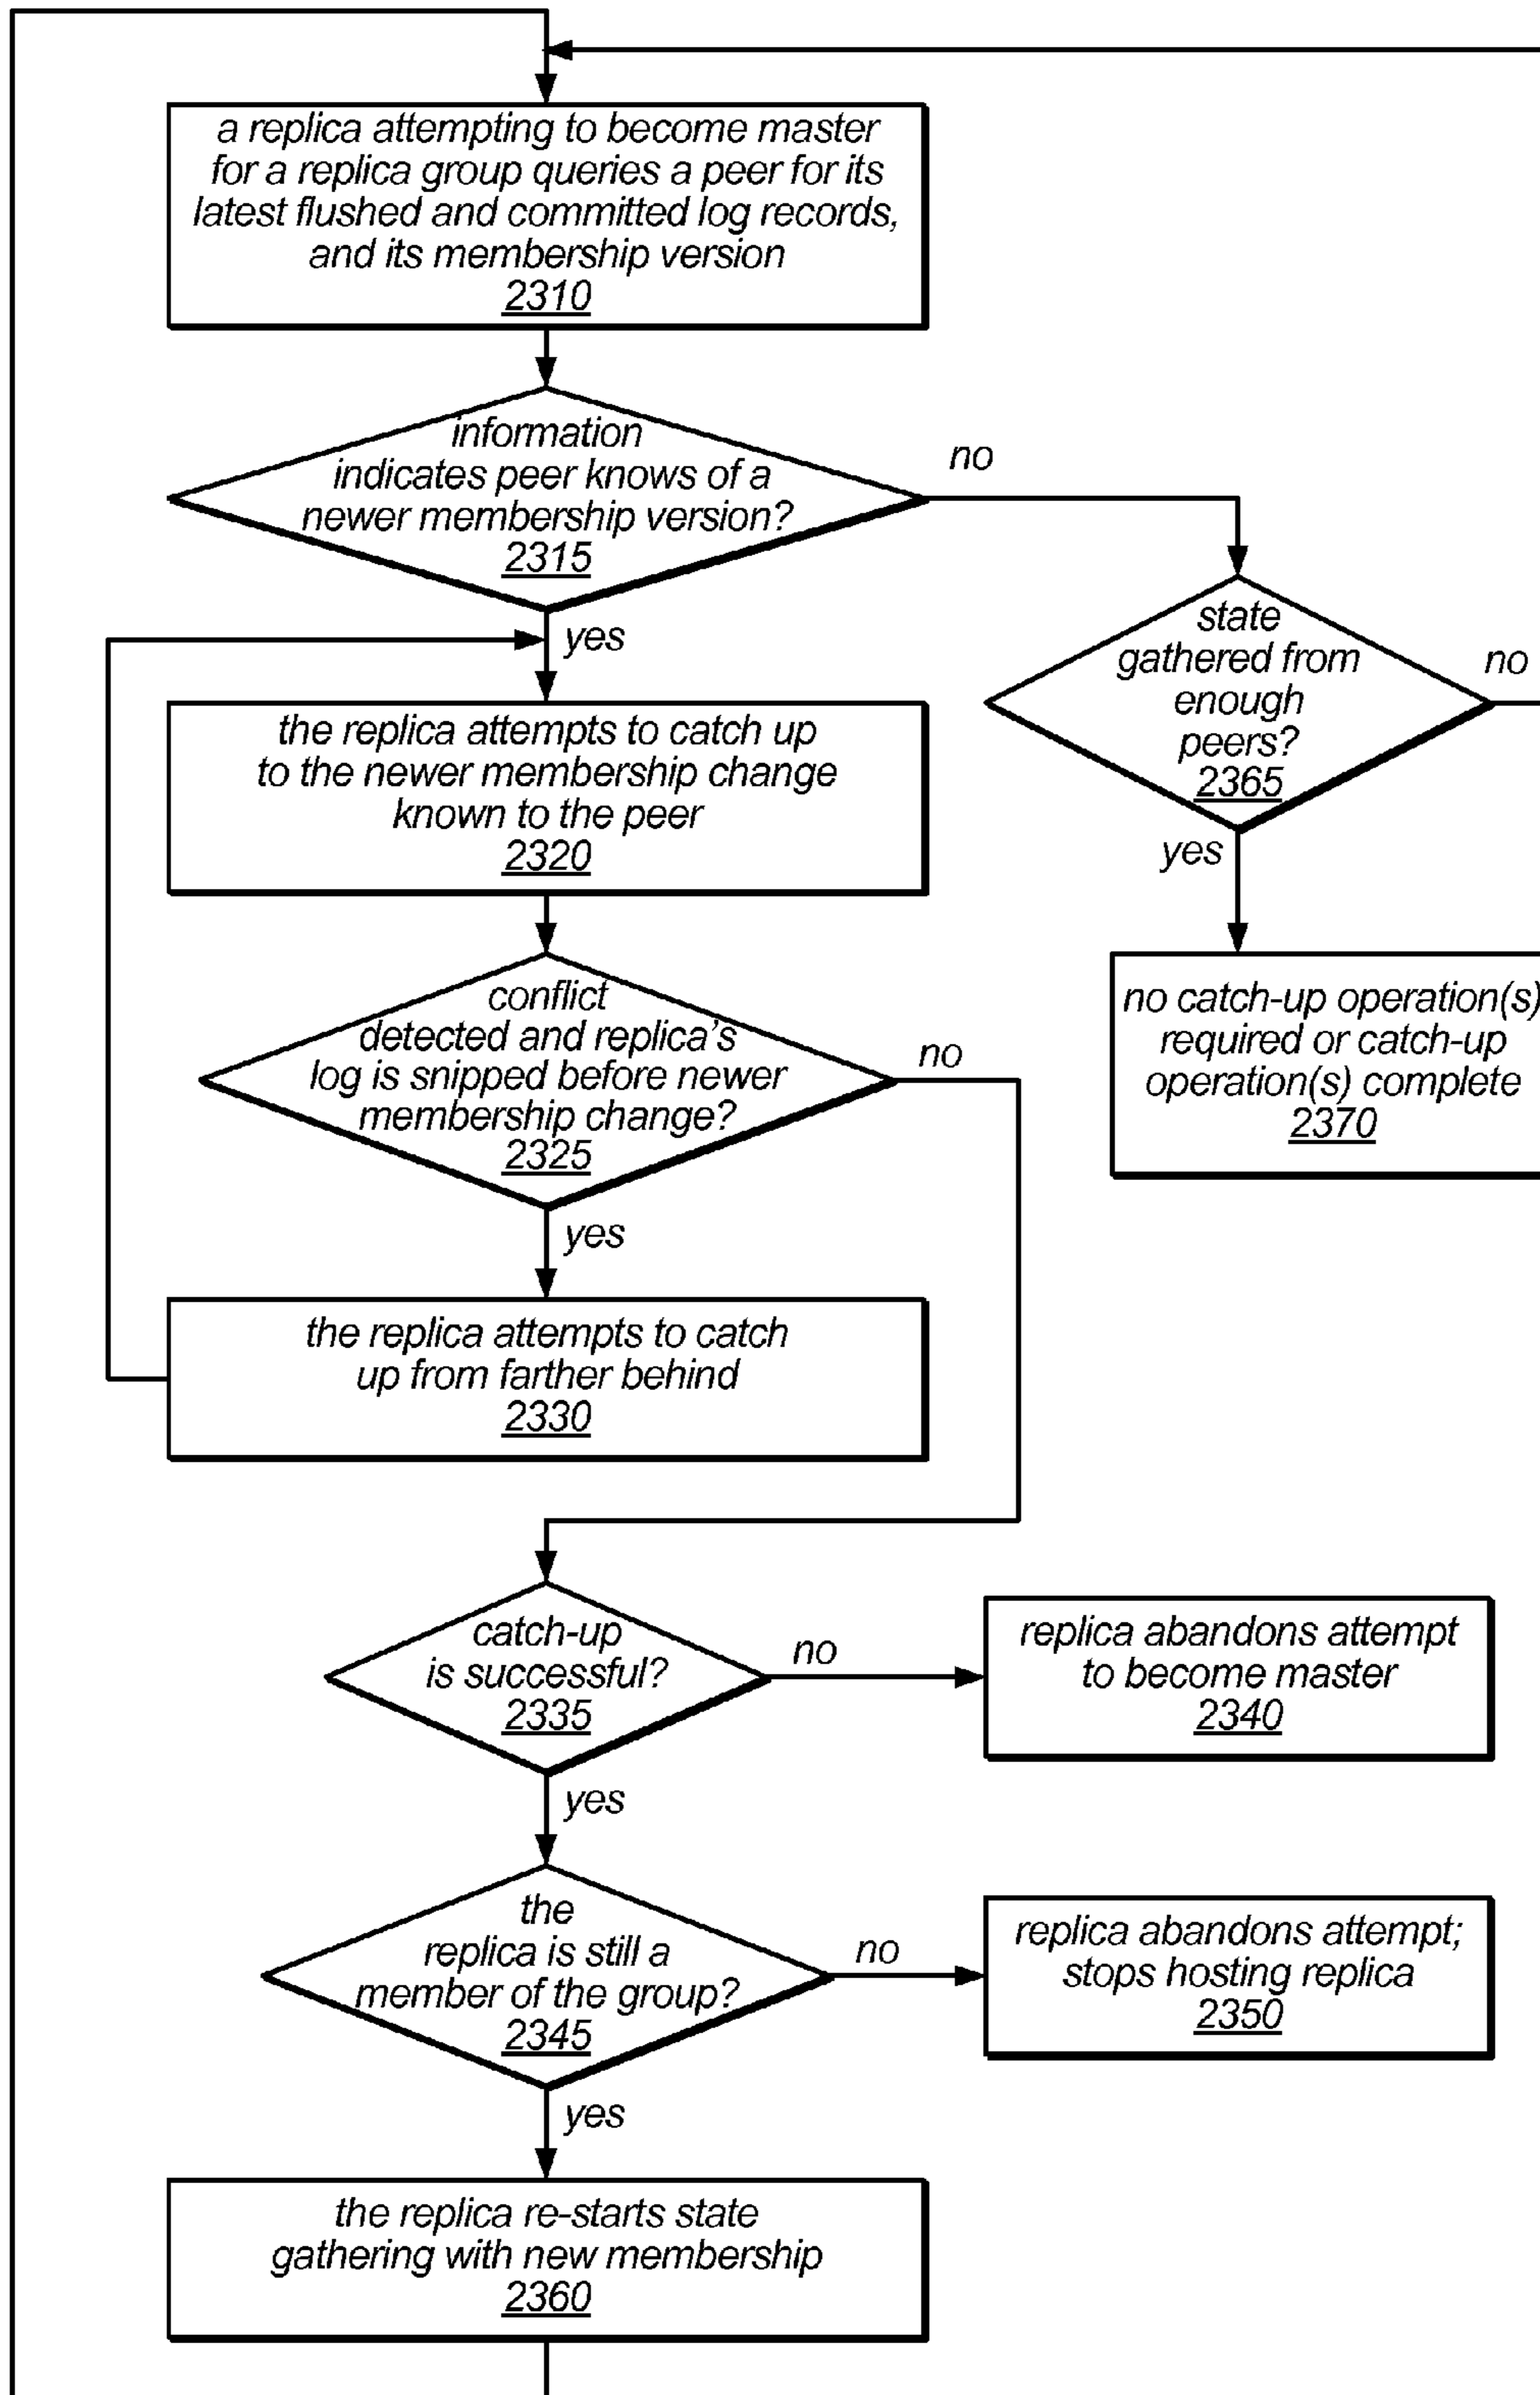 a replica attempting to become master
for a replica group queries a peer for its
latest flushed and committed log records,
and its membership version
2310
information
indicates peer knows of a
newer membership version?
2315
no
yes
state
gathered from
enough
peers?
2365
no
yes
the replica attempts to catch up
to the newer membership change
known to the peer
2320
no catch-up operation(s)
required or catch-up
operation(s) complete
2370
conflict
detected and replica's
log is snipped before newer
membership change?
2325
no
yes
the replica attempts to catch
up from farther behind
2330
catch-up
is successful?
2335
no
replica abandons attempt
to become master
2340
yes
the
replica is still a
member of the group?
2345
no
replica abandons attempt;
stops hosting replica
2350
yes
the replica re-starts state
gathering with new membership
2360